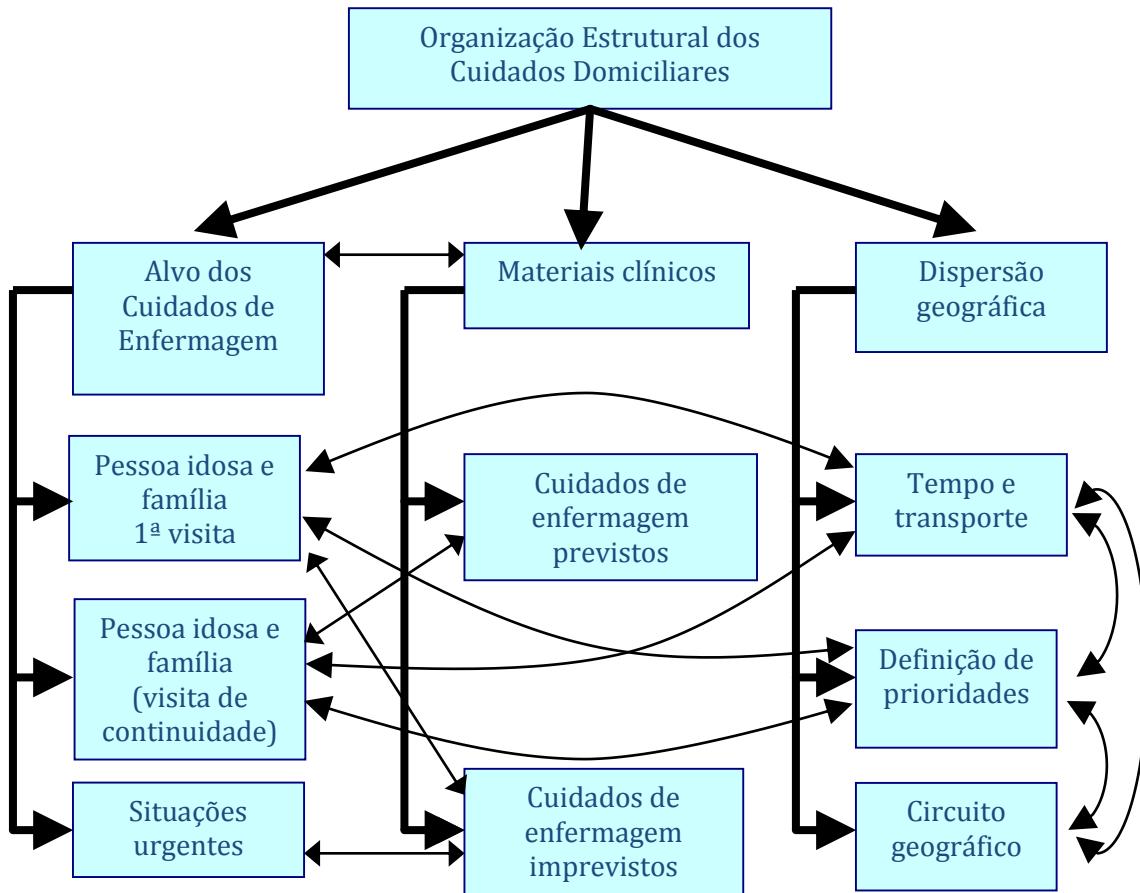 Organização Estrutural dos
Cuidados Domiciliares
Alvo dos
Cuidados de
Enfermagem
Materiais clínicos
Dispersão
geográfica
Pessoa idosa e
família
1ª visita
Cuidados de
enfermagem
previstos
Tempo e
transporte
Pessoa idosa e
família
(visita de
continuidade)
Definição de
prioridades
Situações
urgentes
Cuidados de
enfermagem
imprevistos
Circuito
geográfico